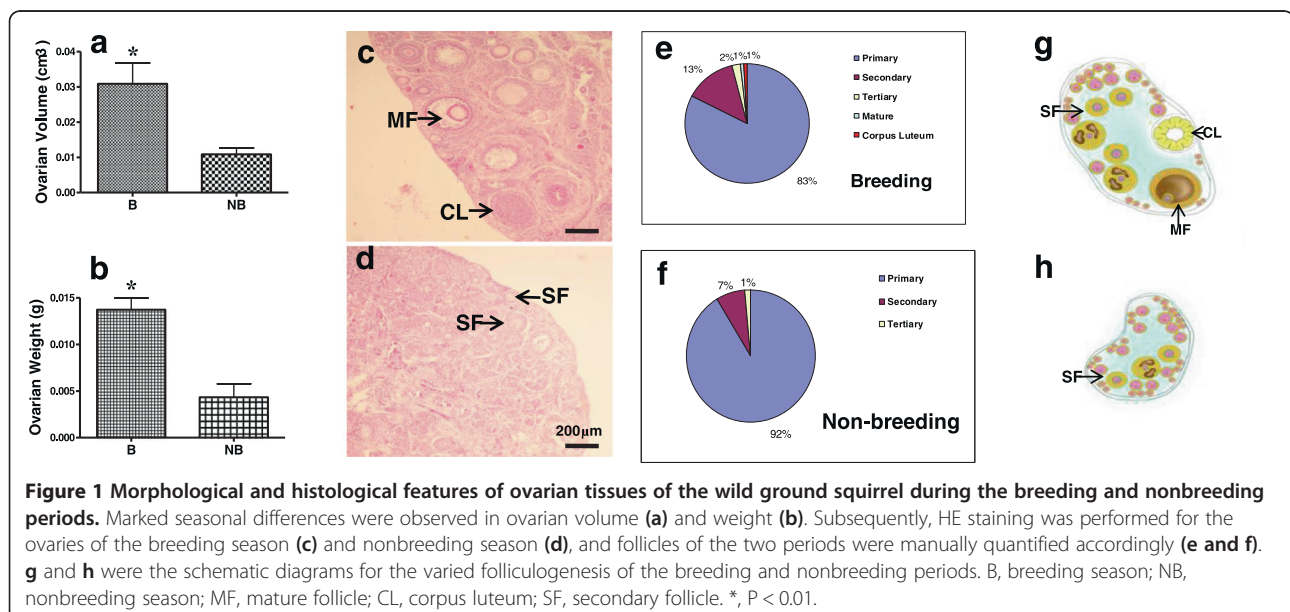 a
Ovarian Volume (cm3)
0.04
0.03
0.02
0.01
0.00
*
B
NB
b
Ovarian Weight (g)
0.015
0.010
0.005
0.000
*
B
NB
c
MF
CL
d
SF
SF
200µm
e
13%
2%
1%
1%
83%
Primary
Secondary
Tertiary
Mature
Corpus Luteum
Breeding
f
7%
1%
92%
Primary
Secondary
Tertiary
Non-breeding
g
SF
CL
MF
h
SF
Figure 1 Morphological and histological features of ovarian tissues of the wild ground squirrel during the breeding and nonbreeding
periods. Marked seasonal differences were observed in ovarian volume (a) and weight (b). Subsequently, HE staining was performed for the
ovaries of the breeding season (c) and nonbreeding season (d), and follicles of the two periods were manually quantified accordingly (e and f).
g and h were the schematic diagrams for the varied folliculogenesis of the breeding and nonbreeding periods. B, breeding season; NB,
nonbreeding season; MF, mature follicle; CL, corpus luteum; SF, secondary follicle. *, P < 0.01.